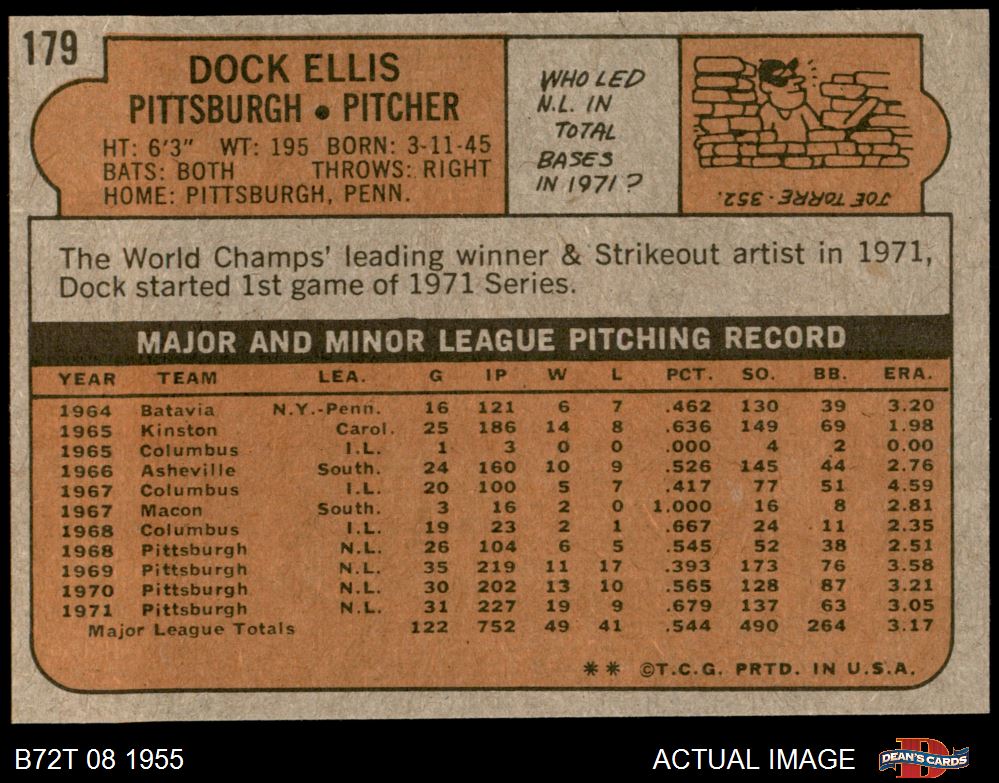 179
DOCK ELLIS
PITTSBURGH • PITCHER
HT: 6'3" WT: 195 BORN: 3-11-45
BATS: BOTH THROWS: RIGHT
HOME: PITTSBURGH, PENN.
WHO LED
N.L. IN
TOTAL
BASES
IN 1971?
JOE TORRE - 352.
The World Champs' leading winner & Strikeout artist in 1971,
Dock started 1st game of 1971 Series.
MAJOR AND MINOR LEAGUE PITCHING RECORD
YEAR TEAM LEA. G IP W L PCT. SO. BB. ERA.
1964 Batavia N.Y.-Penn. 16 121 6 7 .462 130 39 3.20
1965 Kinston Carol. 25 186 14 8 .636 149 69 1.98
1965 Columbus I.L. 1 3 0 0 .000 4 2 0.00
1966 Asheville South. 24 160 10 9 .526 145 44 2.76
1967 Columbus I.L. 20 100 5 7 .417 77 51 4.59
1967 Macon South. 3 16 2 0 1.000 16 8 2.81
1968 Columbus I.L. 19 23 2 1 .667 24 11 2.35
1968 Pittsburgh N.L. 26 104 6 5 .545 52 38 2.51
1969 Pittsburgh N.L. 35 219 11 17 .393 173 76 3.58
1970 Pittsburgh N.L. 30 202 13 10 .565 128 87 3.21
1971 Pittsburgh N.L. 31 227 19 9 .679 137 63 3.05
Major League Totals 122 752 49 41 .544 490 264 3.17
** ©T.C.G. PRTD. IN U.S.A.
B72T 08 1955
ACTUAL IMAGE
DEAN'S CARDS